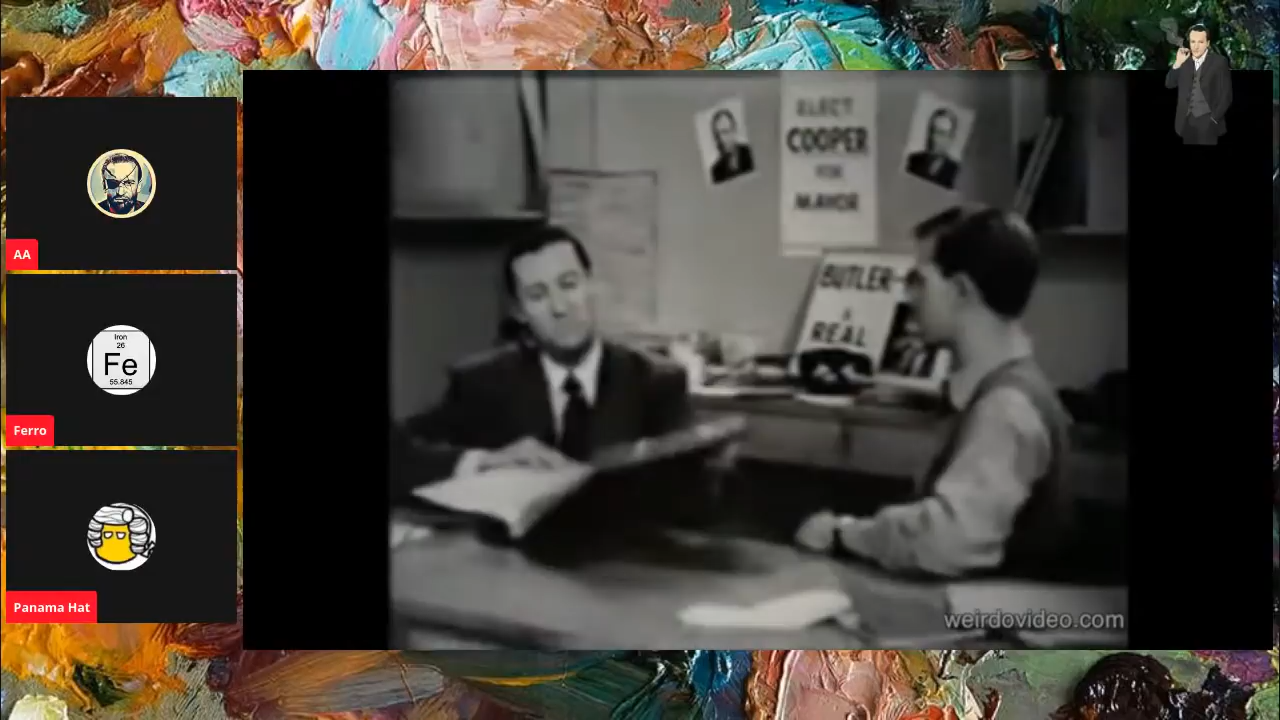 AA
Iron
26
Fe
55.845
Ferro
Panama Hat
ELECT
COOPER
FOR
MAYOR
BUTLER
A
REAL
weirdovideo.com